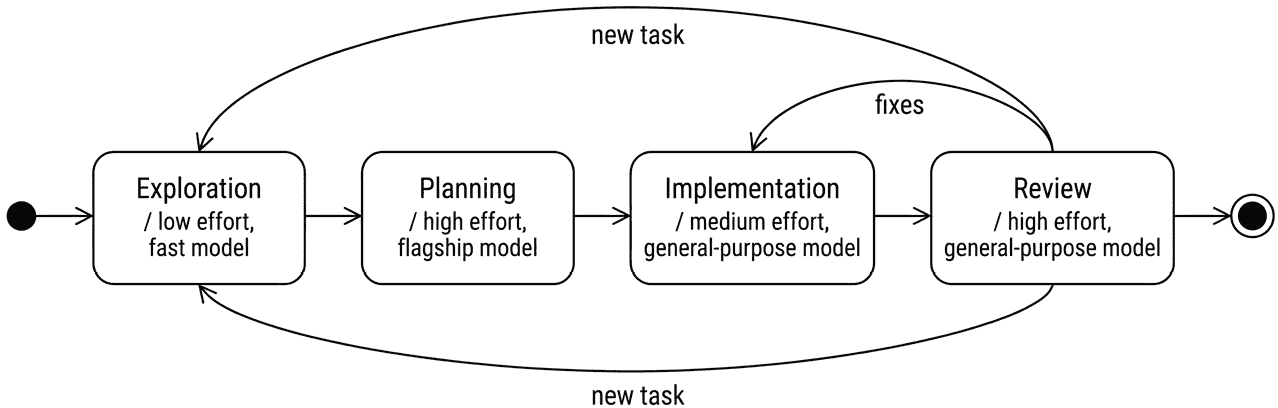 new task
fixes
Exploration
/ low effort,
fast model
Planning
/ high effort,
flagship model
Implementation
/ medium effort,
general-purpose model
Review
/ high effort,
general-purpose model
new task